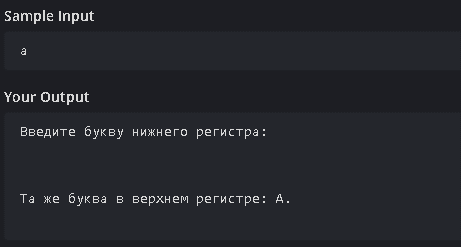 Sample Input
a
Your Output
Введите букву нижнего регистра:
Та же буква в верхнем регистре: A.